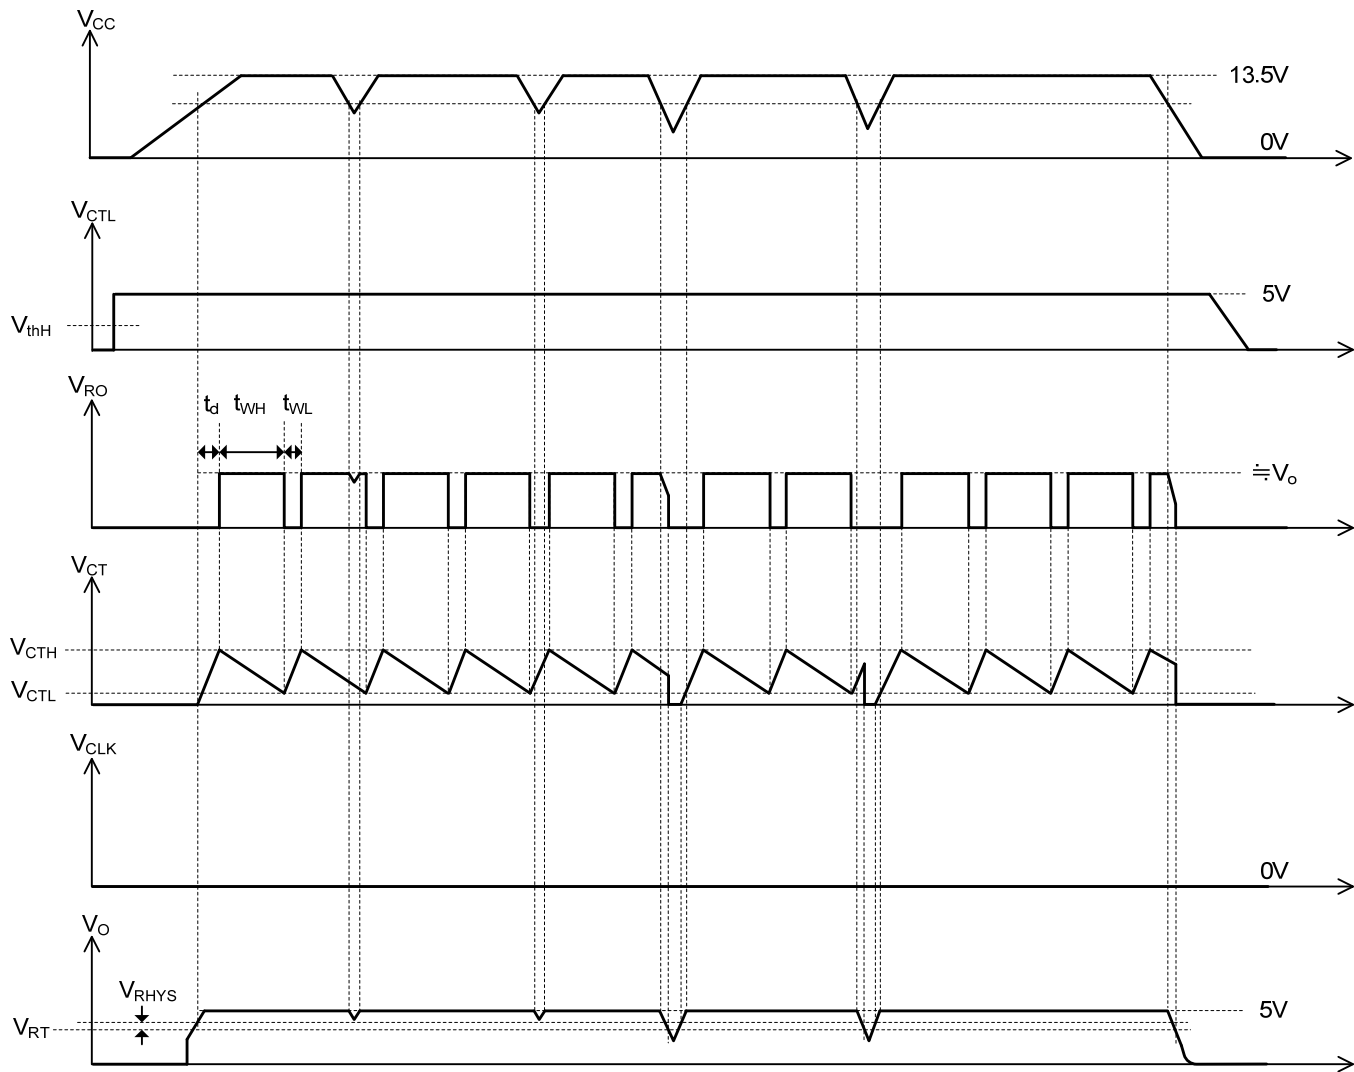 VCC
13.5V
0V
VCTL
5V
VthH
VRO
td tWH tWL
≒Vo
VCT
VCTH
VCTL
VCLK
0V
VO
VRHYS
5V
VRT